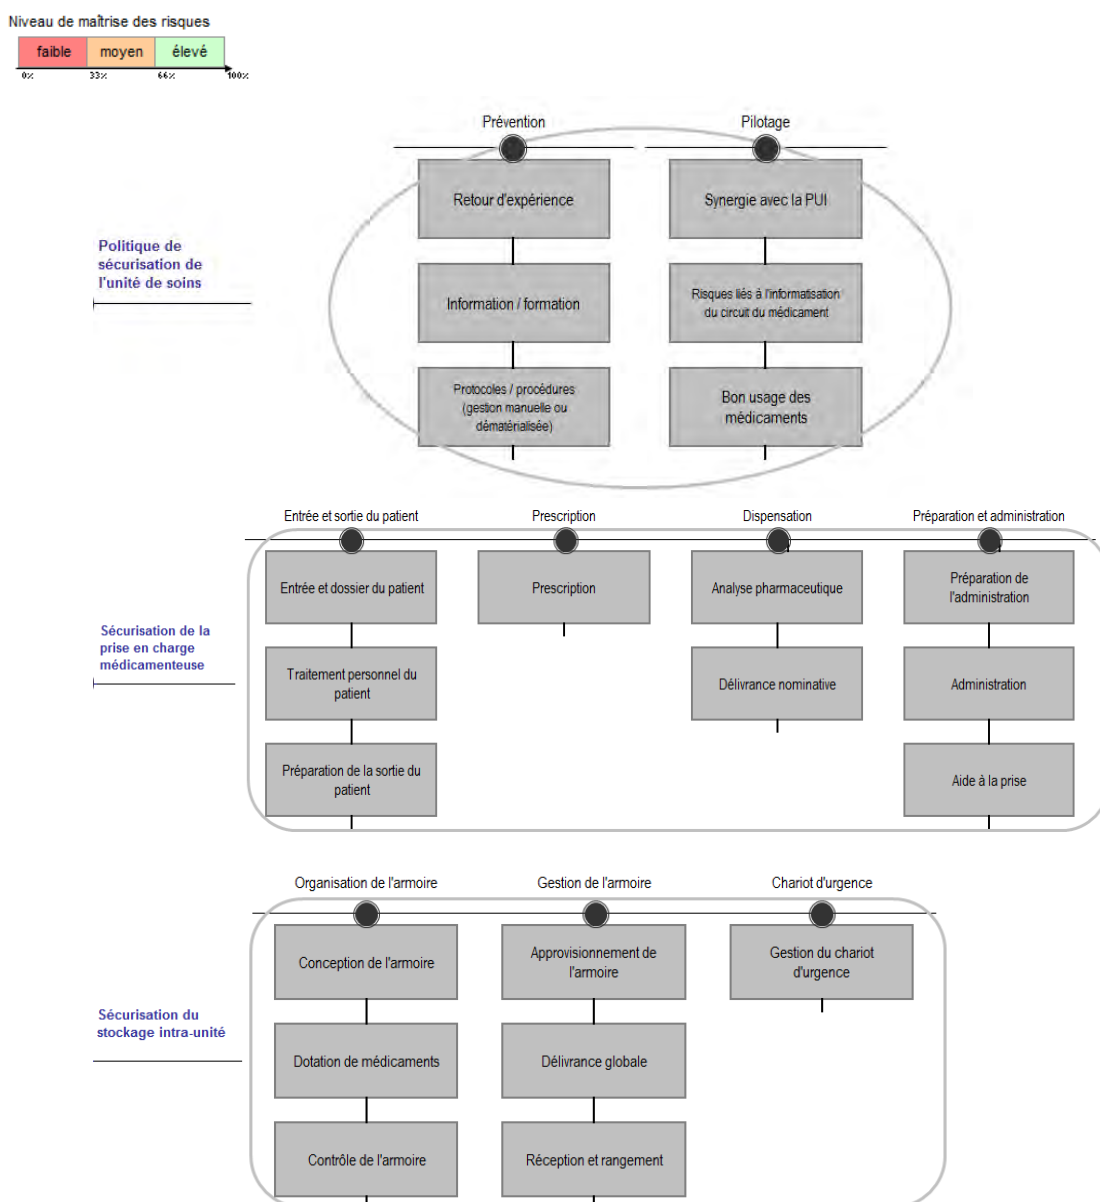 Niveau de maîtrise des risques
faible moyen élevé
0% 33% 66% 100%
Prévention
Pilotage
Retour d'expérience
Synergie avec la PUI
Politique de
sécurisation de
l'unité de soins
Information / formation
Risques liés à l'informatisation
du circuit du médicament
Protocoles / procédures
(gestion manuelle ou
dématérialisée)
Bon usage des
médicaments
Entrée et sortie du patient
Prescription
Dispensation
Préparation et administration
Entrée et dossier du patient
Prescription
Analyse pharmaceutique
Préparation de
l'administration
Sécurisation de la
prise en charge
médicamenteuse
Traitement personnel du
patient
Délivrance nominative
Administration
Préparation de la sortie du
patient
Aide à la prise
Organisation de l'armoire
Gestion de l'armoire
Chariot d'urgence
Conception de l'armoire
Approvisionnement de
l'armoire
Gestion du chariot
d'urgence
Sécurisation du
stockage intra-unité
Dotation de médicaments
Délivrance globale
Contrôle de l'armoire
Réception et rangement